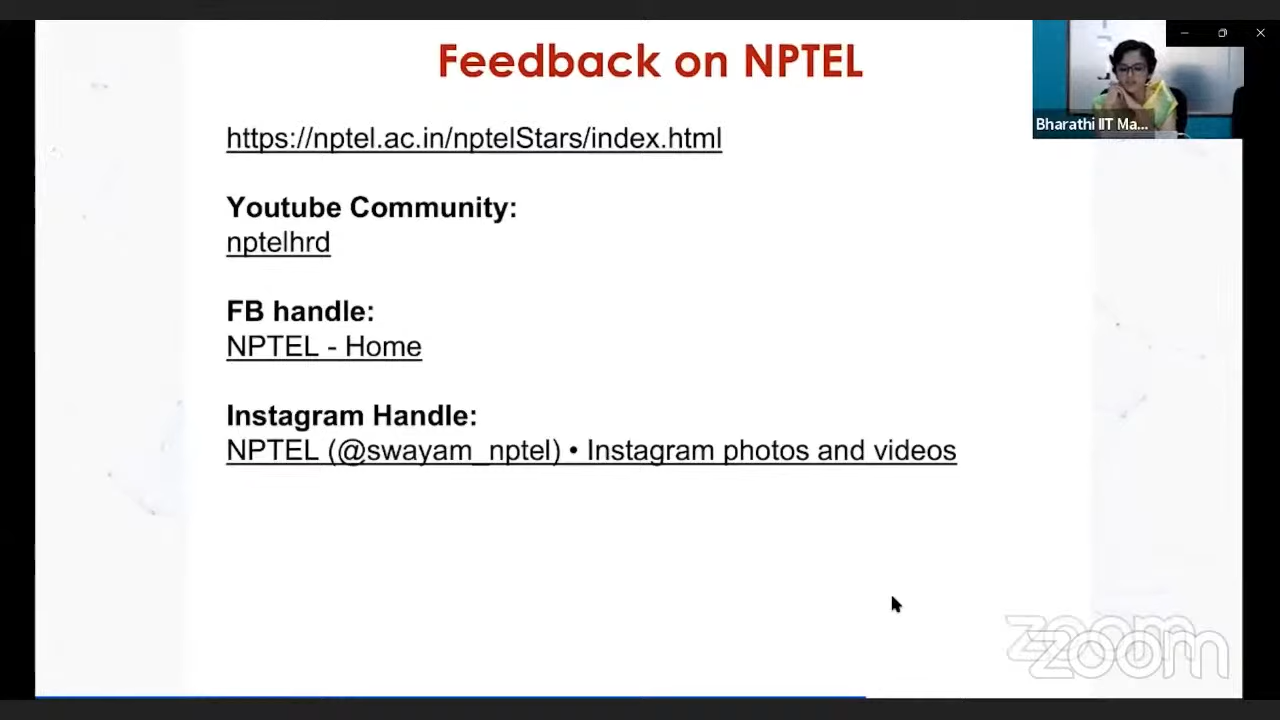 Feedback on NPTEL
Bharathi IIT Ma...
https://nptel.ac.in/nptelStars/index.html
Youtube Community:
nptelhrd
FB handle:
NPTEL - Home
Instagram Handle:
NPTEL (@swayam_nptel) • Instagram photos and videos
zoom
zoom